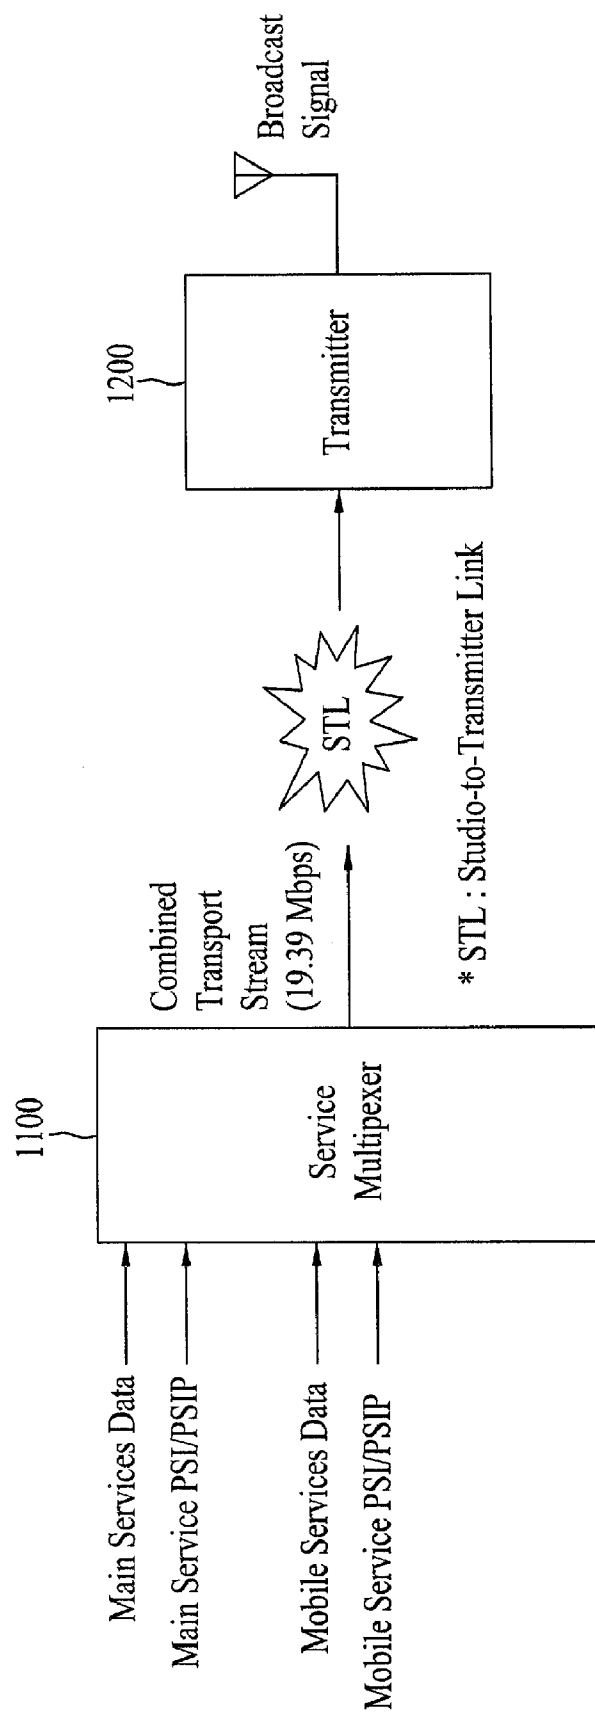 Main Services Data
Main Service PSI/PSIP
Mobile Services Data
Mobile Service PSI/PSIP
1100
Service
Multipexer
Combined
Transport
Stream
(19.39 Mbps)
STL
* STL : Studio-to-Transmitter Link
1200
Transmitter
Broadcast
Signal